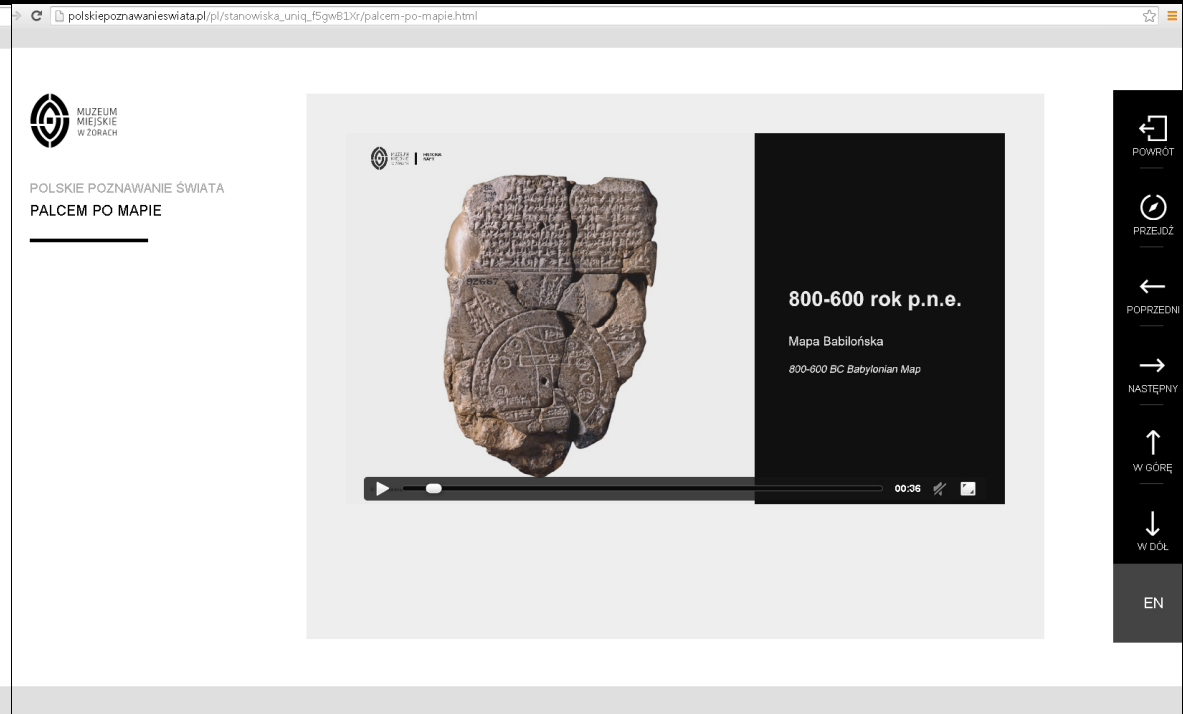 polskiepoznawanieswiata.pl/pl/stanowiska_uniq_f5gwB1Xr/palcem-po-mapie.html
MUZEUM
MIEJSKIE
W ŻORACH
POLSKIE POZNAWANIE ŚWIATA
PALCEM PO MAPIE
92687
800-600 rok p.n.e.
Mapa Babilońska
800-600 BC Babylonian Map
00:36
POWRÓT
PRZEJDŹ
POPRZEDNI
NASTĘPNY
W GÓRĘ
W DÓŁ
EN